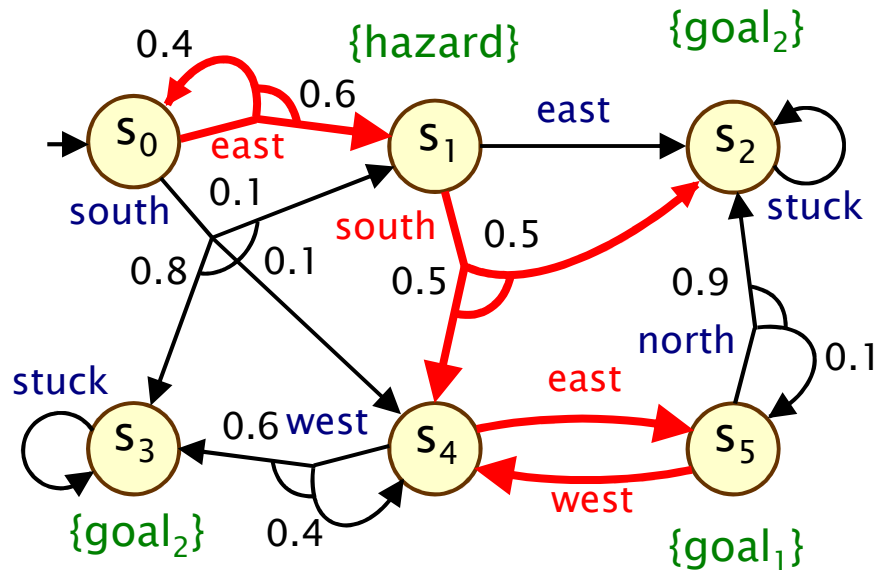 0.4
{hazard}
{goal₂}
0.6
s₀
east
s₁
east
s₂
south
0.1
south
0.5
stuck
0.8
0.1
0.5
0.9
north
0.1
stuck
east
s₃
0.6
west
s₄
s₅
west
{goal₂}
0.4
{goal₁}